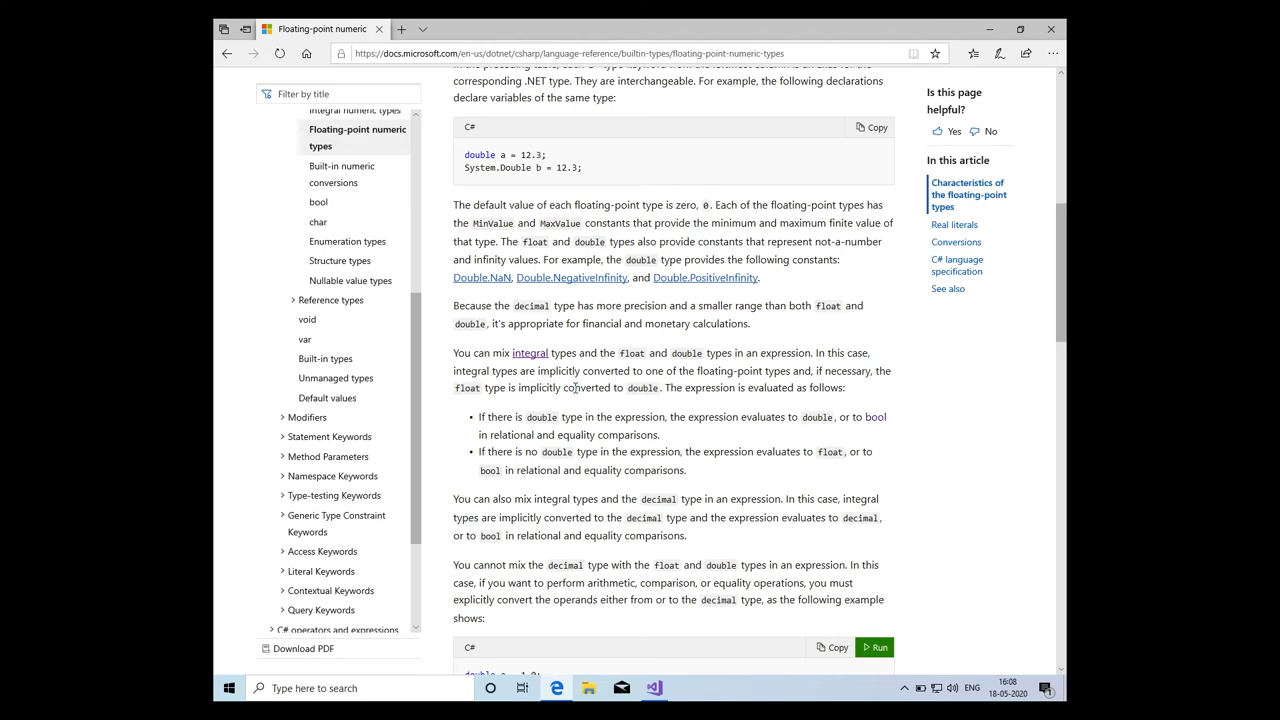 Floating-point numeric
https://docs.microsoft.com/en-us/dotnet/csharp/language-reference/builtin-types/floating-point-numeric-types
Filter by title
Integral numeric types
Floating-point numeric
types
Built-in numeric
conversions
bool
char
Enumeration types
Structure types
Nullable value types
Reference types
void
var
Built-in types
Unmanaged types
Default values
Modifiers
Statement Keywords
Method Parameters
Namespace Keywords
Type-testing Keywords
Generic Type Constraint
Keywords
Access Keywords
Literal Keywords
Contextual Keywords
Query Keywords
C# operators and expressions
Download PDF
corresponding .NET type. They are interchangeable. For example, the following declarations
declare variables of the same type:
C#
Copy
double a = 12.3;
System.Double b = 12.3;
The default value of each floating-point type is zero, 0. Each of the floating-point types has
the MinValue and MaxValue constants that provide the minimum and maximum finite value of
that type. The float and double types also provide constants that represent not-a-number
and infinity values. For example, the double type provides the following constants:
Double.NaN, Double.NegativeInfinity, and Double.PositiveInfinity.
Because the decimal type has more precision and a smaller range than both float and
double, it's appropriate for financial and monetary calculations.
You can mix integral types and the float and double types in an expression. In this case,
integral types are implicitly converted to one of the floating-point types and, if necessary, the
float type is implicitly converted to double. The expression is evaluated as follows:
• If there is double type in the expression, the expression evaluates to double, or to bool
in relational and equality comparisons.
• If there is no double type in the expression, the expression evaluates to float, or to
bool in relational and equality comparisons.
You can also mix integral types and the decimal type in an expression. In this case, integral
types are implicitly converted to the decimal type and the expression evaluates to decimal,
or to bool in relational and equality comparisons.
You cannot mix the decimal type with the float and double types in an expression. In this
case, if you want to perform arithmetic, comparison, or equality operations, you must
explicitly convert the operands either from or to the decimal type, as the following example
shows:
C#
Copy
Run
Is this page
helpful?
Yes
No
In this article
Characteristics of
the floating-point
types
Real literals
Conversions
C# language
specification
See also
Type here to search
ENG
16:08
18-05-2020